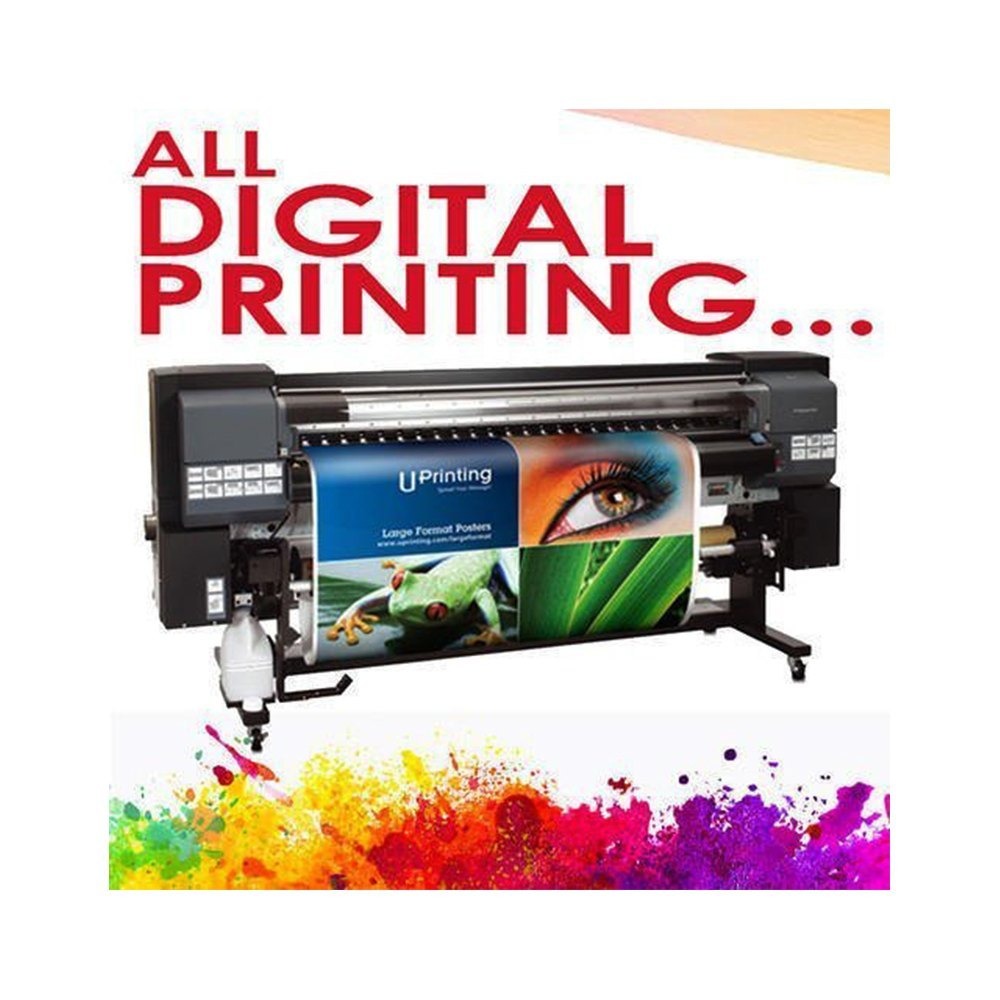 ALL
DIGITAL
PRINTING...
UPrinting
Large Format Posters
www.uprinting.com/largeformat